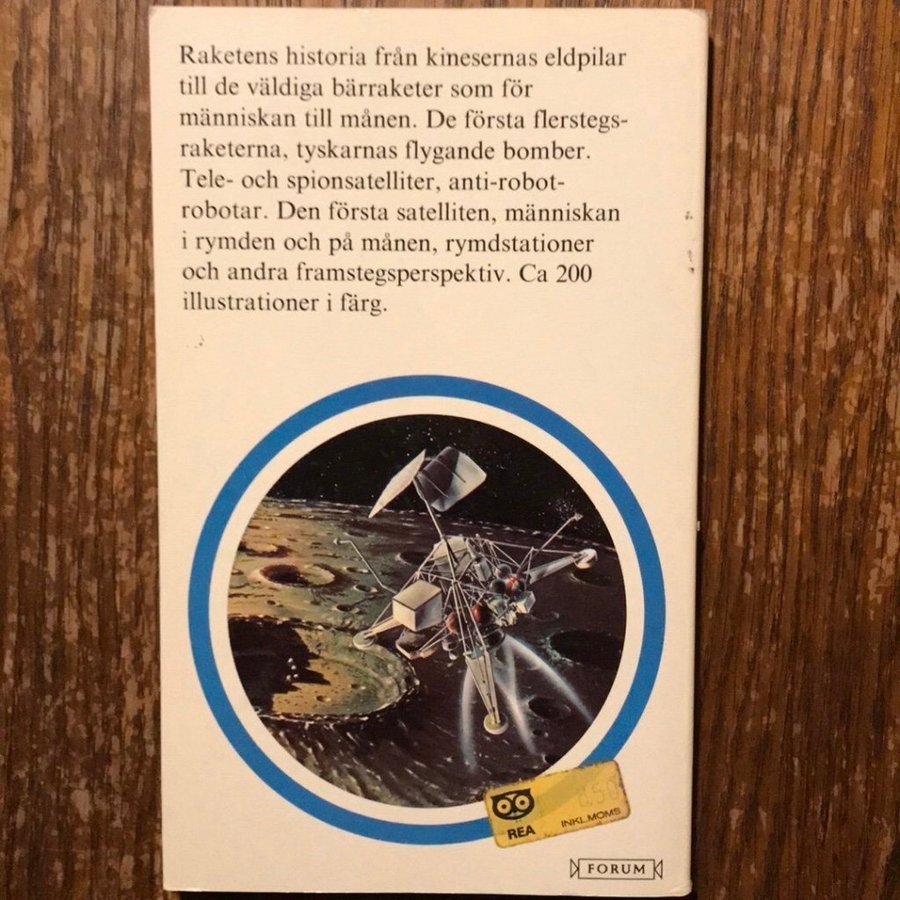 Raketens historia från kinesernas eldpilar
till de väldiga bärraketer som för
människan till månen. De första flerstegs-
raketerna, tyskarnas flygande bomber.
Tele- och spionsatelliter, anti-robot-
robotar. Den första satelliten, människan
i rymden och på månen, rymdstationer
och andra framstegsperspektiv. Ca 200
illustrationer i färg.
REA
INKL.MOMS
FORUM